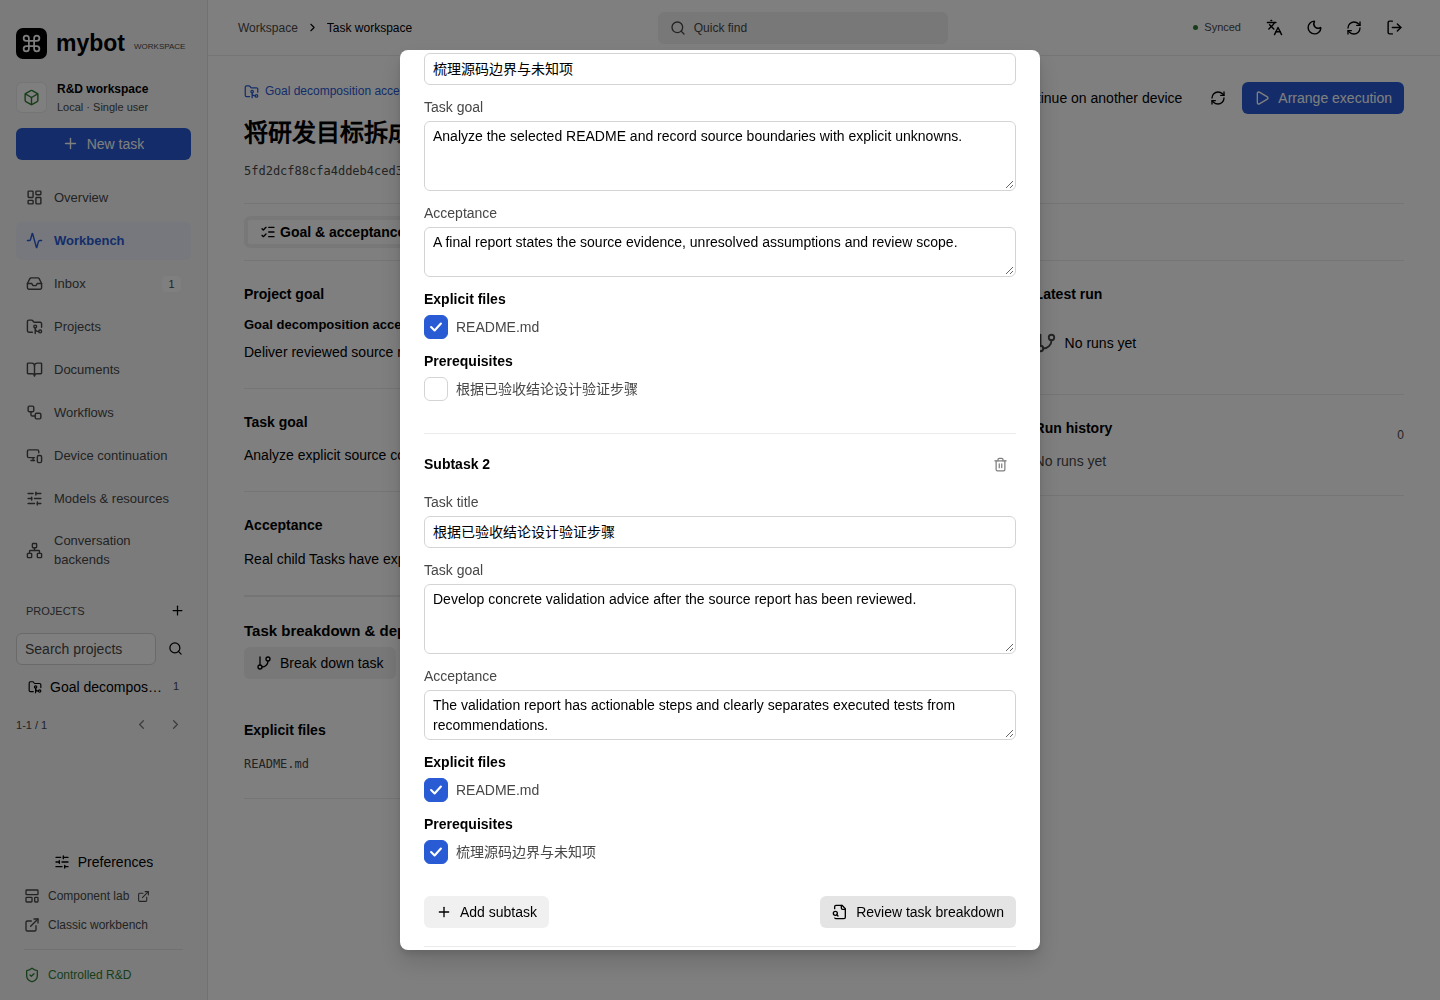 mybot WORKSPACE
R&D workspace
Local · Single user
New task
Overview
Workbench
Inbox 1
Projects
Documents
Workflows
Device continuation
Models & resources
Conversation
backends
PROJECTS
Search projects
Goal decompos… 1
1-1 / 1
Preferences
Component lab
Classic workbench
Controlled R&D
Workspace > Task workspace
Quick find
Synced
Goal decomposition acce
将研发目标拆成
5fd2dcf88cfa4ddeb4ced3
tinue on another device
Arrange execution
Goal & acceptance
Project goal
Goal decomposition acce
Deliver reviewed source r
Task goal
Analyze explicit source co
Acceptance
Real child Tasks have exp
Task breakdown & dep
Break down task
Explicit files
README.md
梳理源码边界与未知项
Task goal
Analyze the selected README and record source boundaries with explicit unknowns.
Acceptance
A final report states the source evidence, unresolved assumptions and review scope.
Explicit files
README.md
Prerequisites
根据已验收结论设计验证步骤
Subtask 2
Task title
根据已验收结论设计验证步骤
Task goal
Develop concrete validation advice after the source report has been reviewed.
Acceptance
The validation report has actionable steps and clearly separates executed tests from
recommendations.
Explicit files
README.md
Prerequisites
梳理源码边界与未知项
Add subtask
Review task breakdown
Latest run
No runs yet
Run history 0
No runs yet